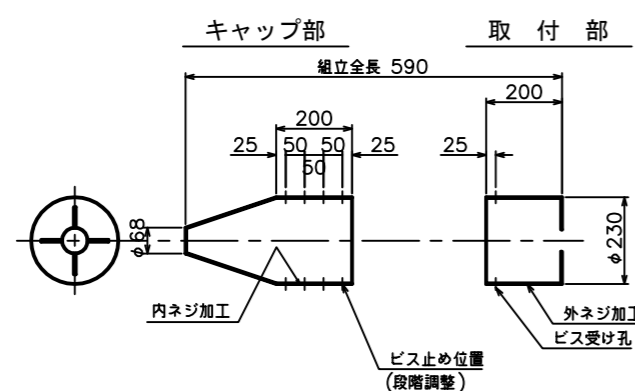 キャップ部
取 付 部
組立全長 590
200
200
25 50 50 25
50
25
φ68
φ230
内ネジ加工
外ネジ加工
ビス受け孔
ビス止め位置
(段階調整)